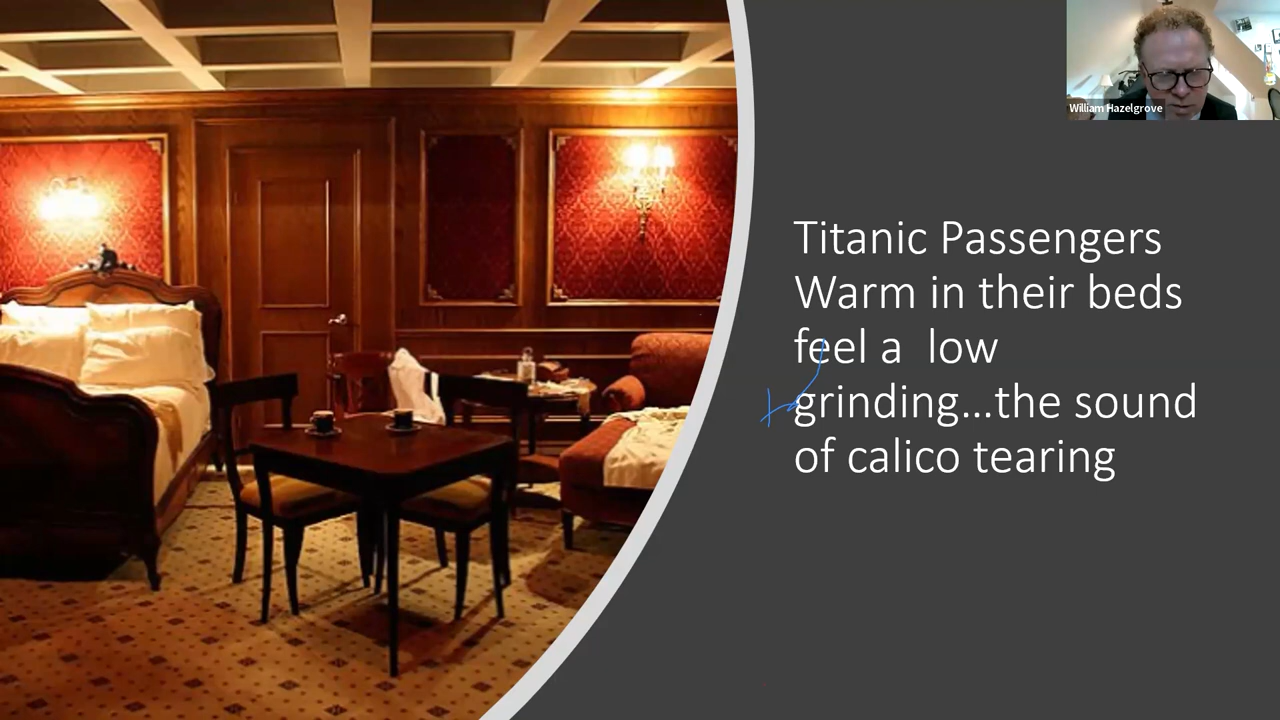 William Hazelgrove
Titanic Passengers
Warm in their beds
feel a  low
grinding...the sound
of calico tearing